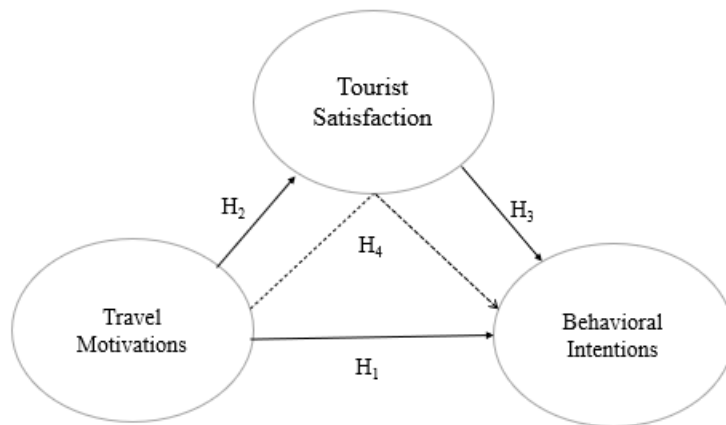 Tourist
Satisfaction
H₂
H₃
H₄
Travel
Motivations
Behavioral
Intentions
H₁